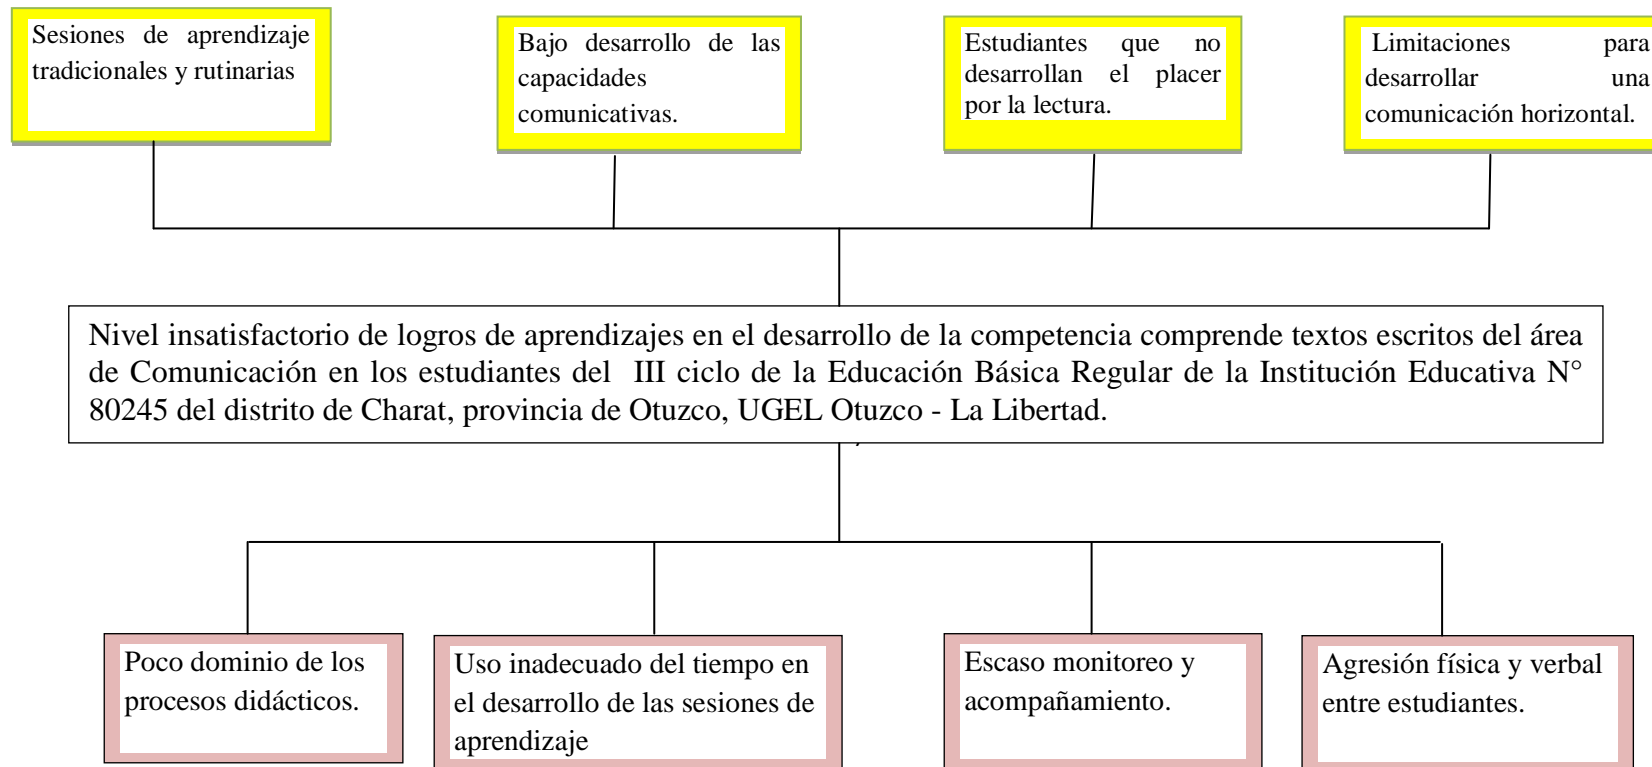 Sesiones de aprendizaje
tradicionales y rutinarias
Bajo desarrollo de las
capacidades
comunicativas.
Estudiantes que no
desarrollan el placer
por la lectura.
Limitaciones para
desarrollar una
comunicación horizontal.
Nivel insatisfactorio de logros de aprendizajes en el desarrollo de la competencia comprende textos escritos del área
de Comunicación en los estudiantes del III ciclo de la Educación Básica Regular de la Institución Educativa N°
80245 del distrito de Charat, provincia de Otuzco, UGEL Otuzco - La Libertad.
Poco dominio de los
procesos didácticos.
Uso inadecuado del tiempo en
el desarrollo de las sesiones de
aprendizaje
Escaso monitoreo y
acompañamiento.
Agresión física y verbal
entre estudiantes.